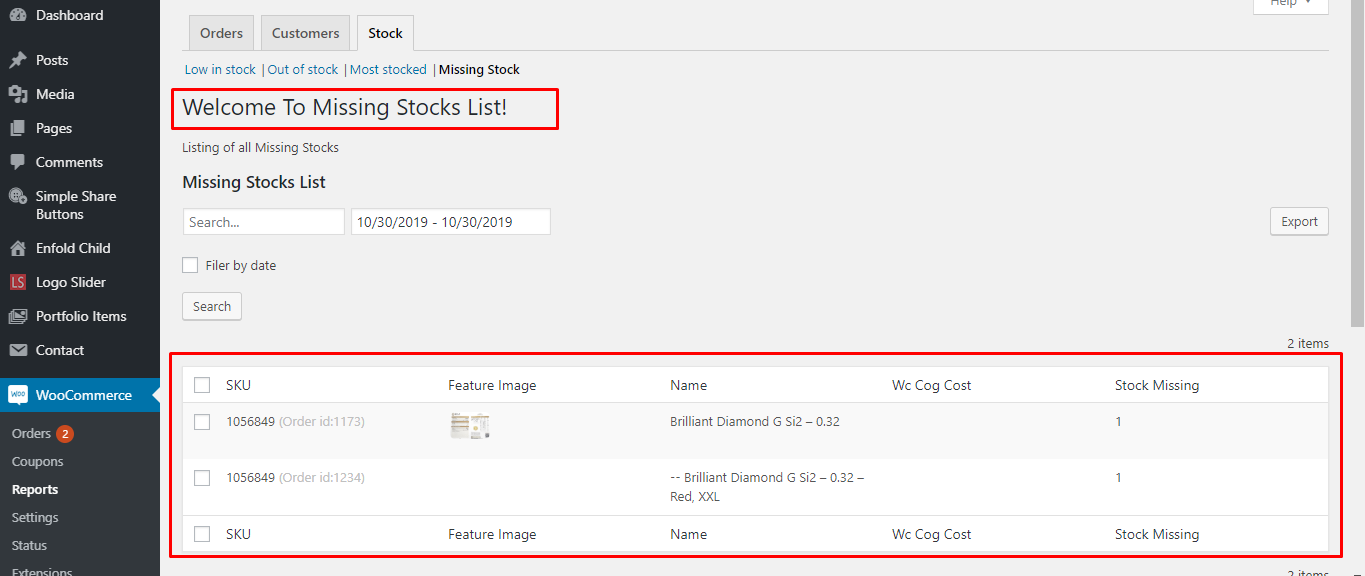 Dashboard
Posts
Media
Pages
Comments
Simple Share
Buttons
Enfold Child
LS Logo Slider
Portfolio Items
Contact
Woo WooCommerce
Orders 2
Coupons
Reports
Settings
Status
Extensions
Help
Orders Customers Stock
Low in stock | Out of stock | Most stocked | Missing Stock
Welcome To Missing Stocks List!
Listing of all Missing Stocks
Missing Stocks List
Search... 10/30/2019 - 10/30/2019 Export
Filer by date
Search
2 items
SKU Feature Image Name Wc Cog Cost Stock Missing
1056849 (Order id:1173) Brilliant Diamond G Si2 – 0.32 1
1056849 (Order id:1234) -- Brilliant Diamond G Si2 – 0.32 – 1
Red, XXL
SKU Feature Image Name Wc Cog Cost Stock Missing
2 items